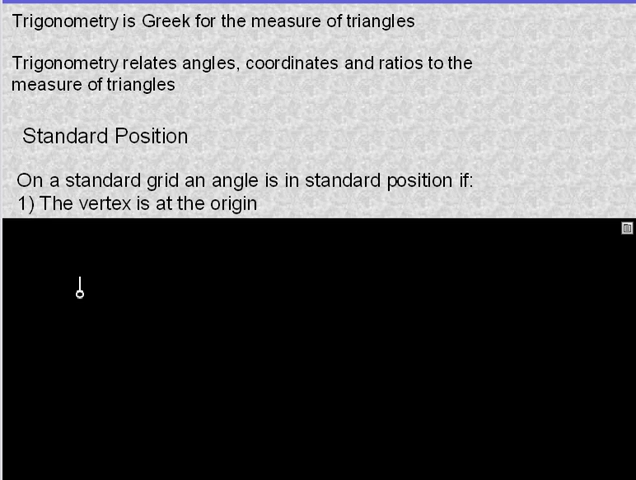 Trigonometry is Greek for the measure of triangles
Trigonometry relates angles, coordinates and ratios to the
measure of triangles
Standard Position
On a standard grid an angle is in standard position if:
1) The vertex is at the origin